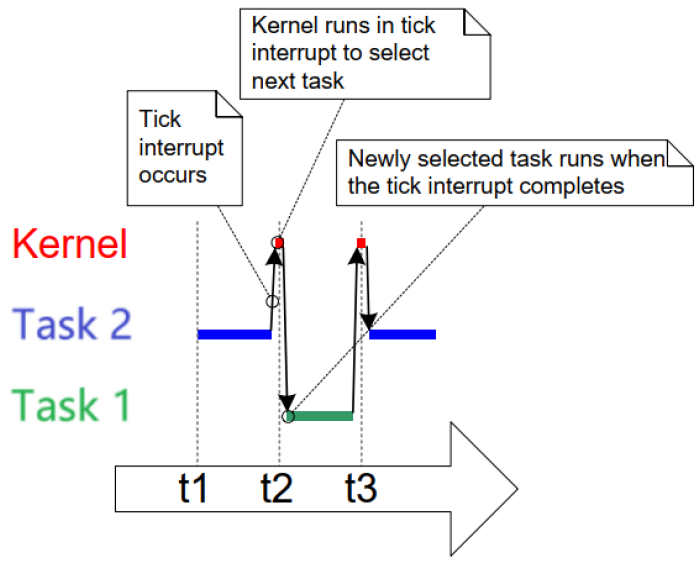 Kernel runs in tick
interrupt to select
next task
Tick
interrupt
occurs
Newly selected task runs when
the tick interrupt completes
Kernel
Task 2
Task 1
t1 t2 t3